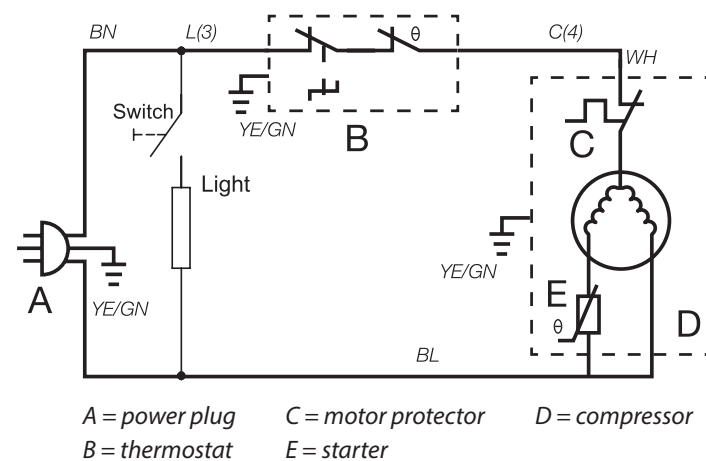 BN L(3) θ C(4)
WH
Switch
YE/GN
B
C
Light
YE/GN
E
A YE/GN
θ D
BL
A = power plug C = motor protector D = compressor
B = thermostat E = starter